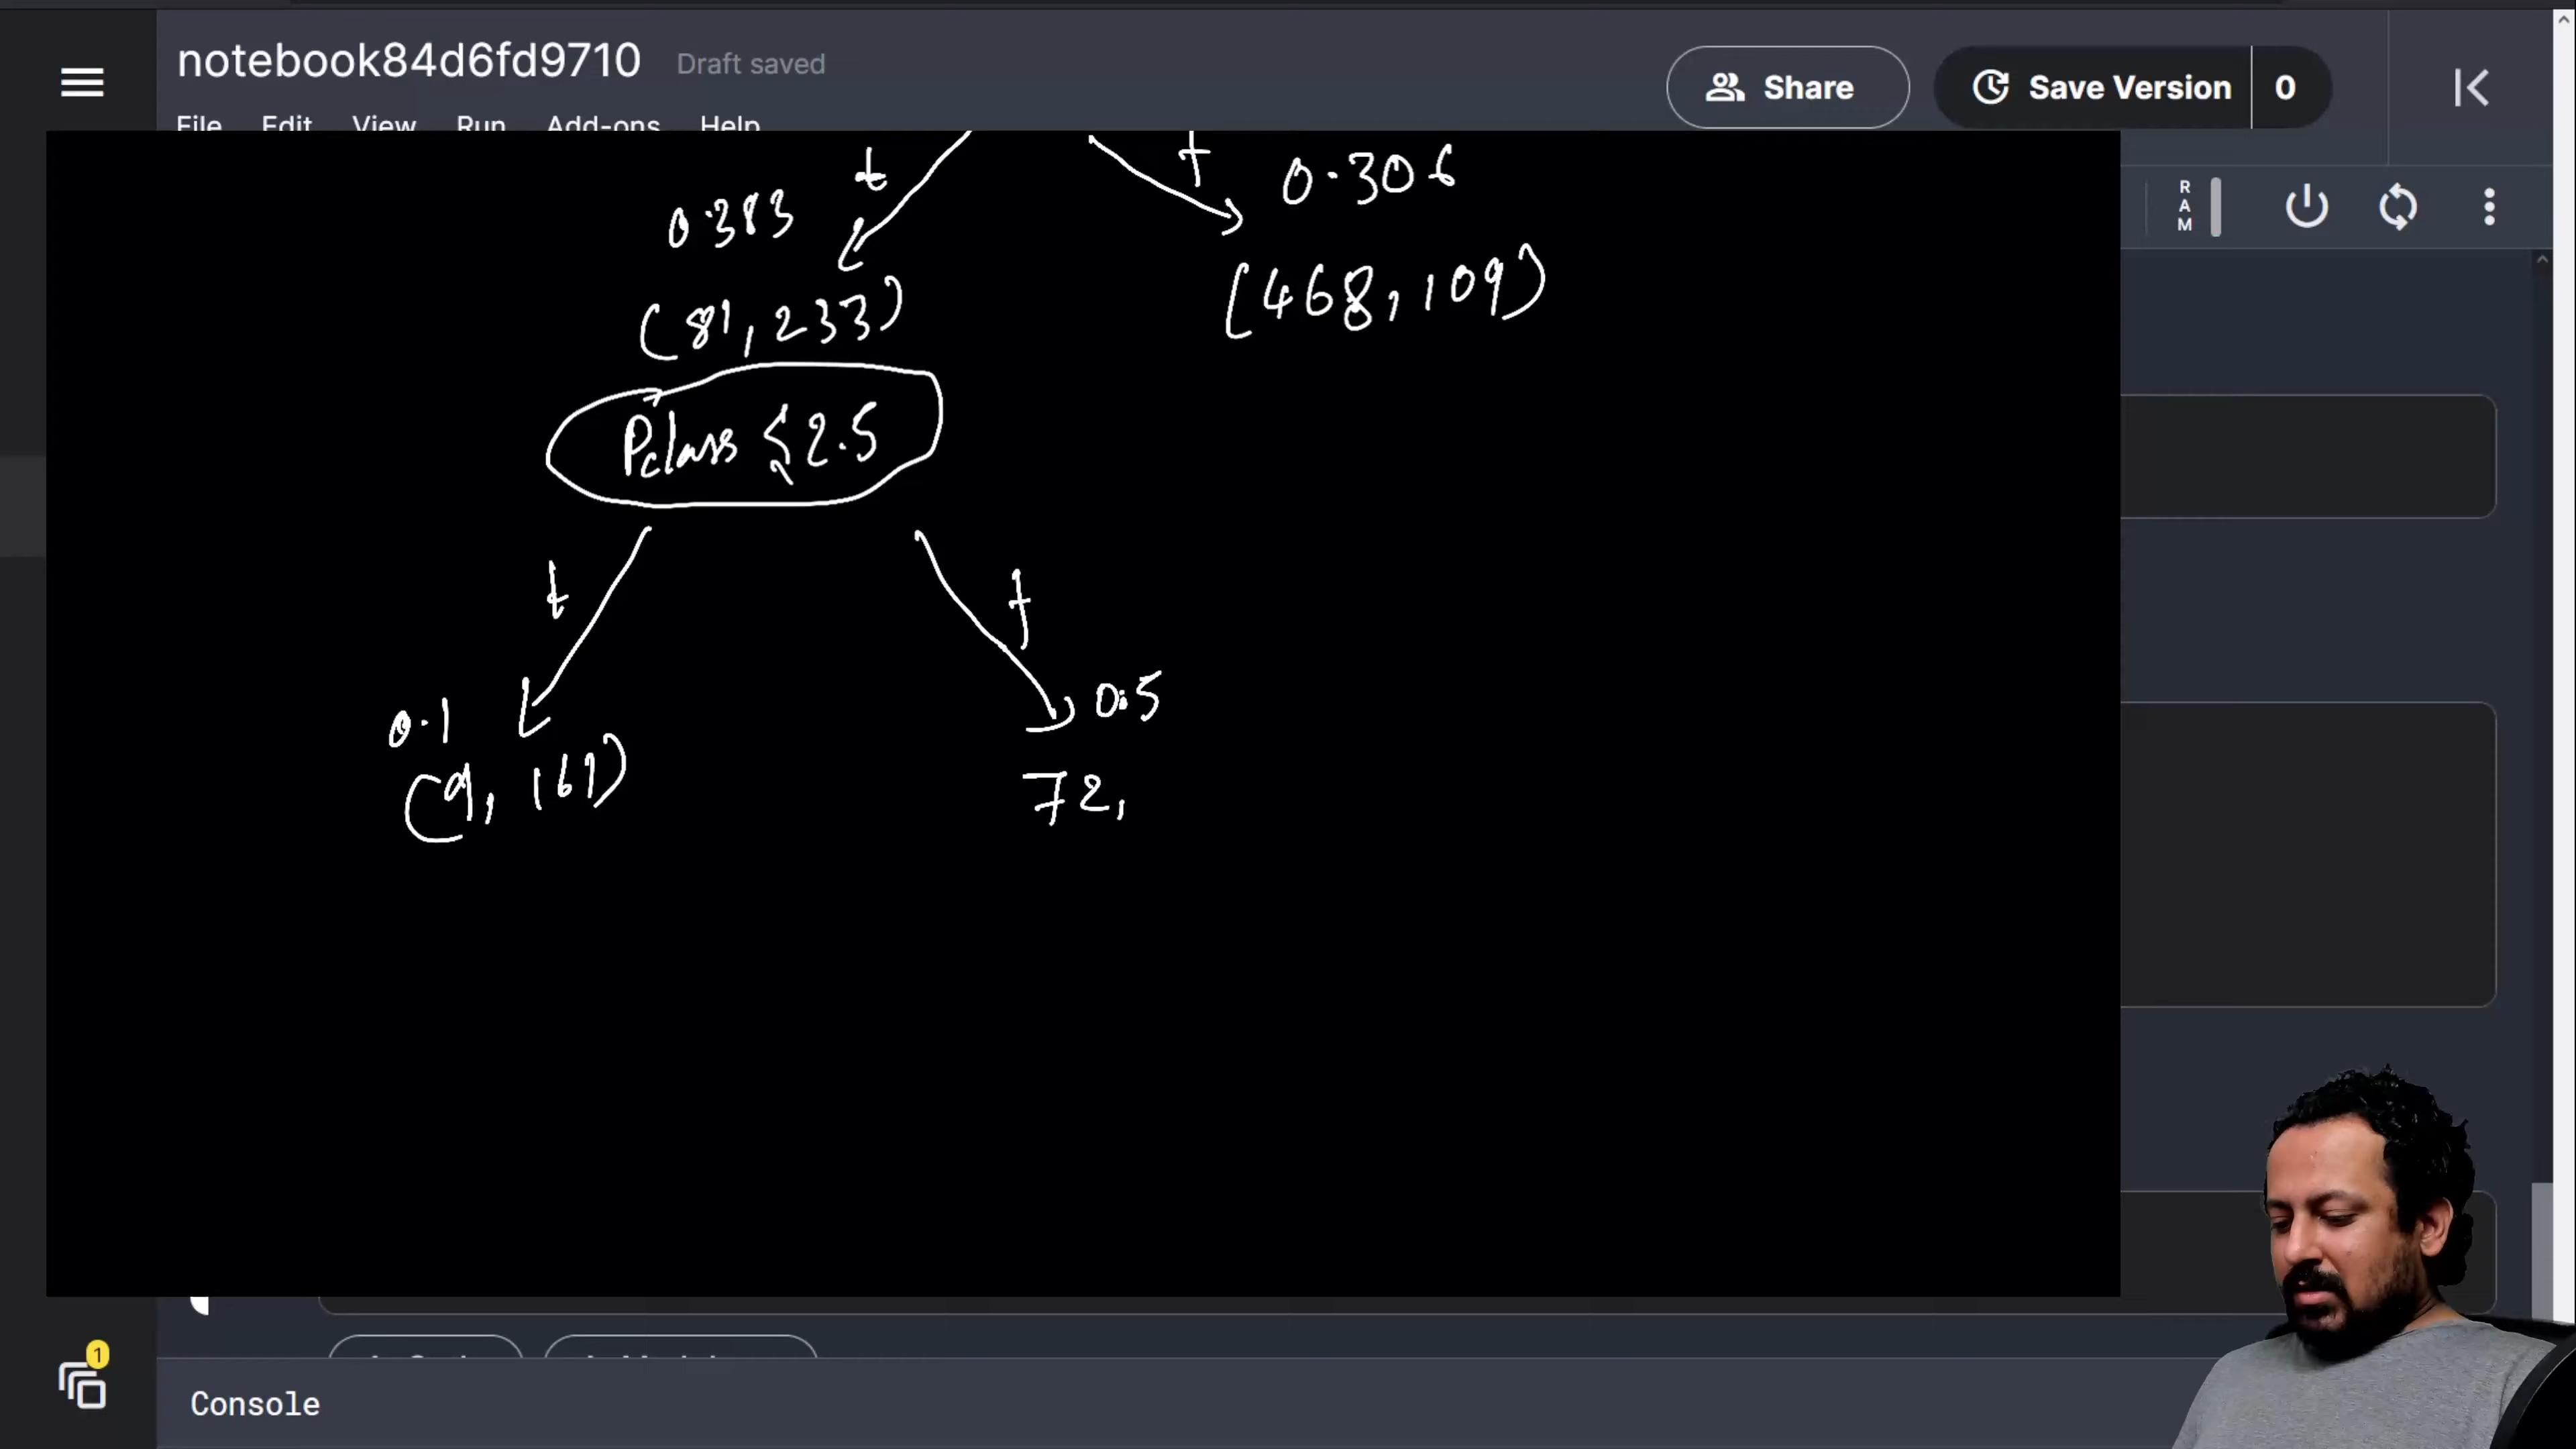 notebook84d6fd9710 Draft saved
File Edit View Run Add-ons Help
Share
Save Version 0
RAM
t
f
0.306
0.383
(468,109)
(81,233)
Pclass ≤2.5
t
f
0.5
0.1
(9, 161)
72,
1
Console